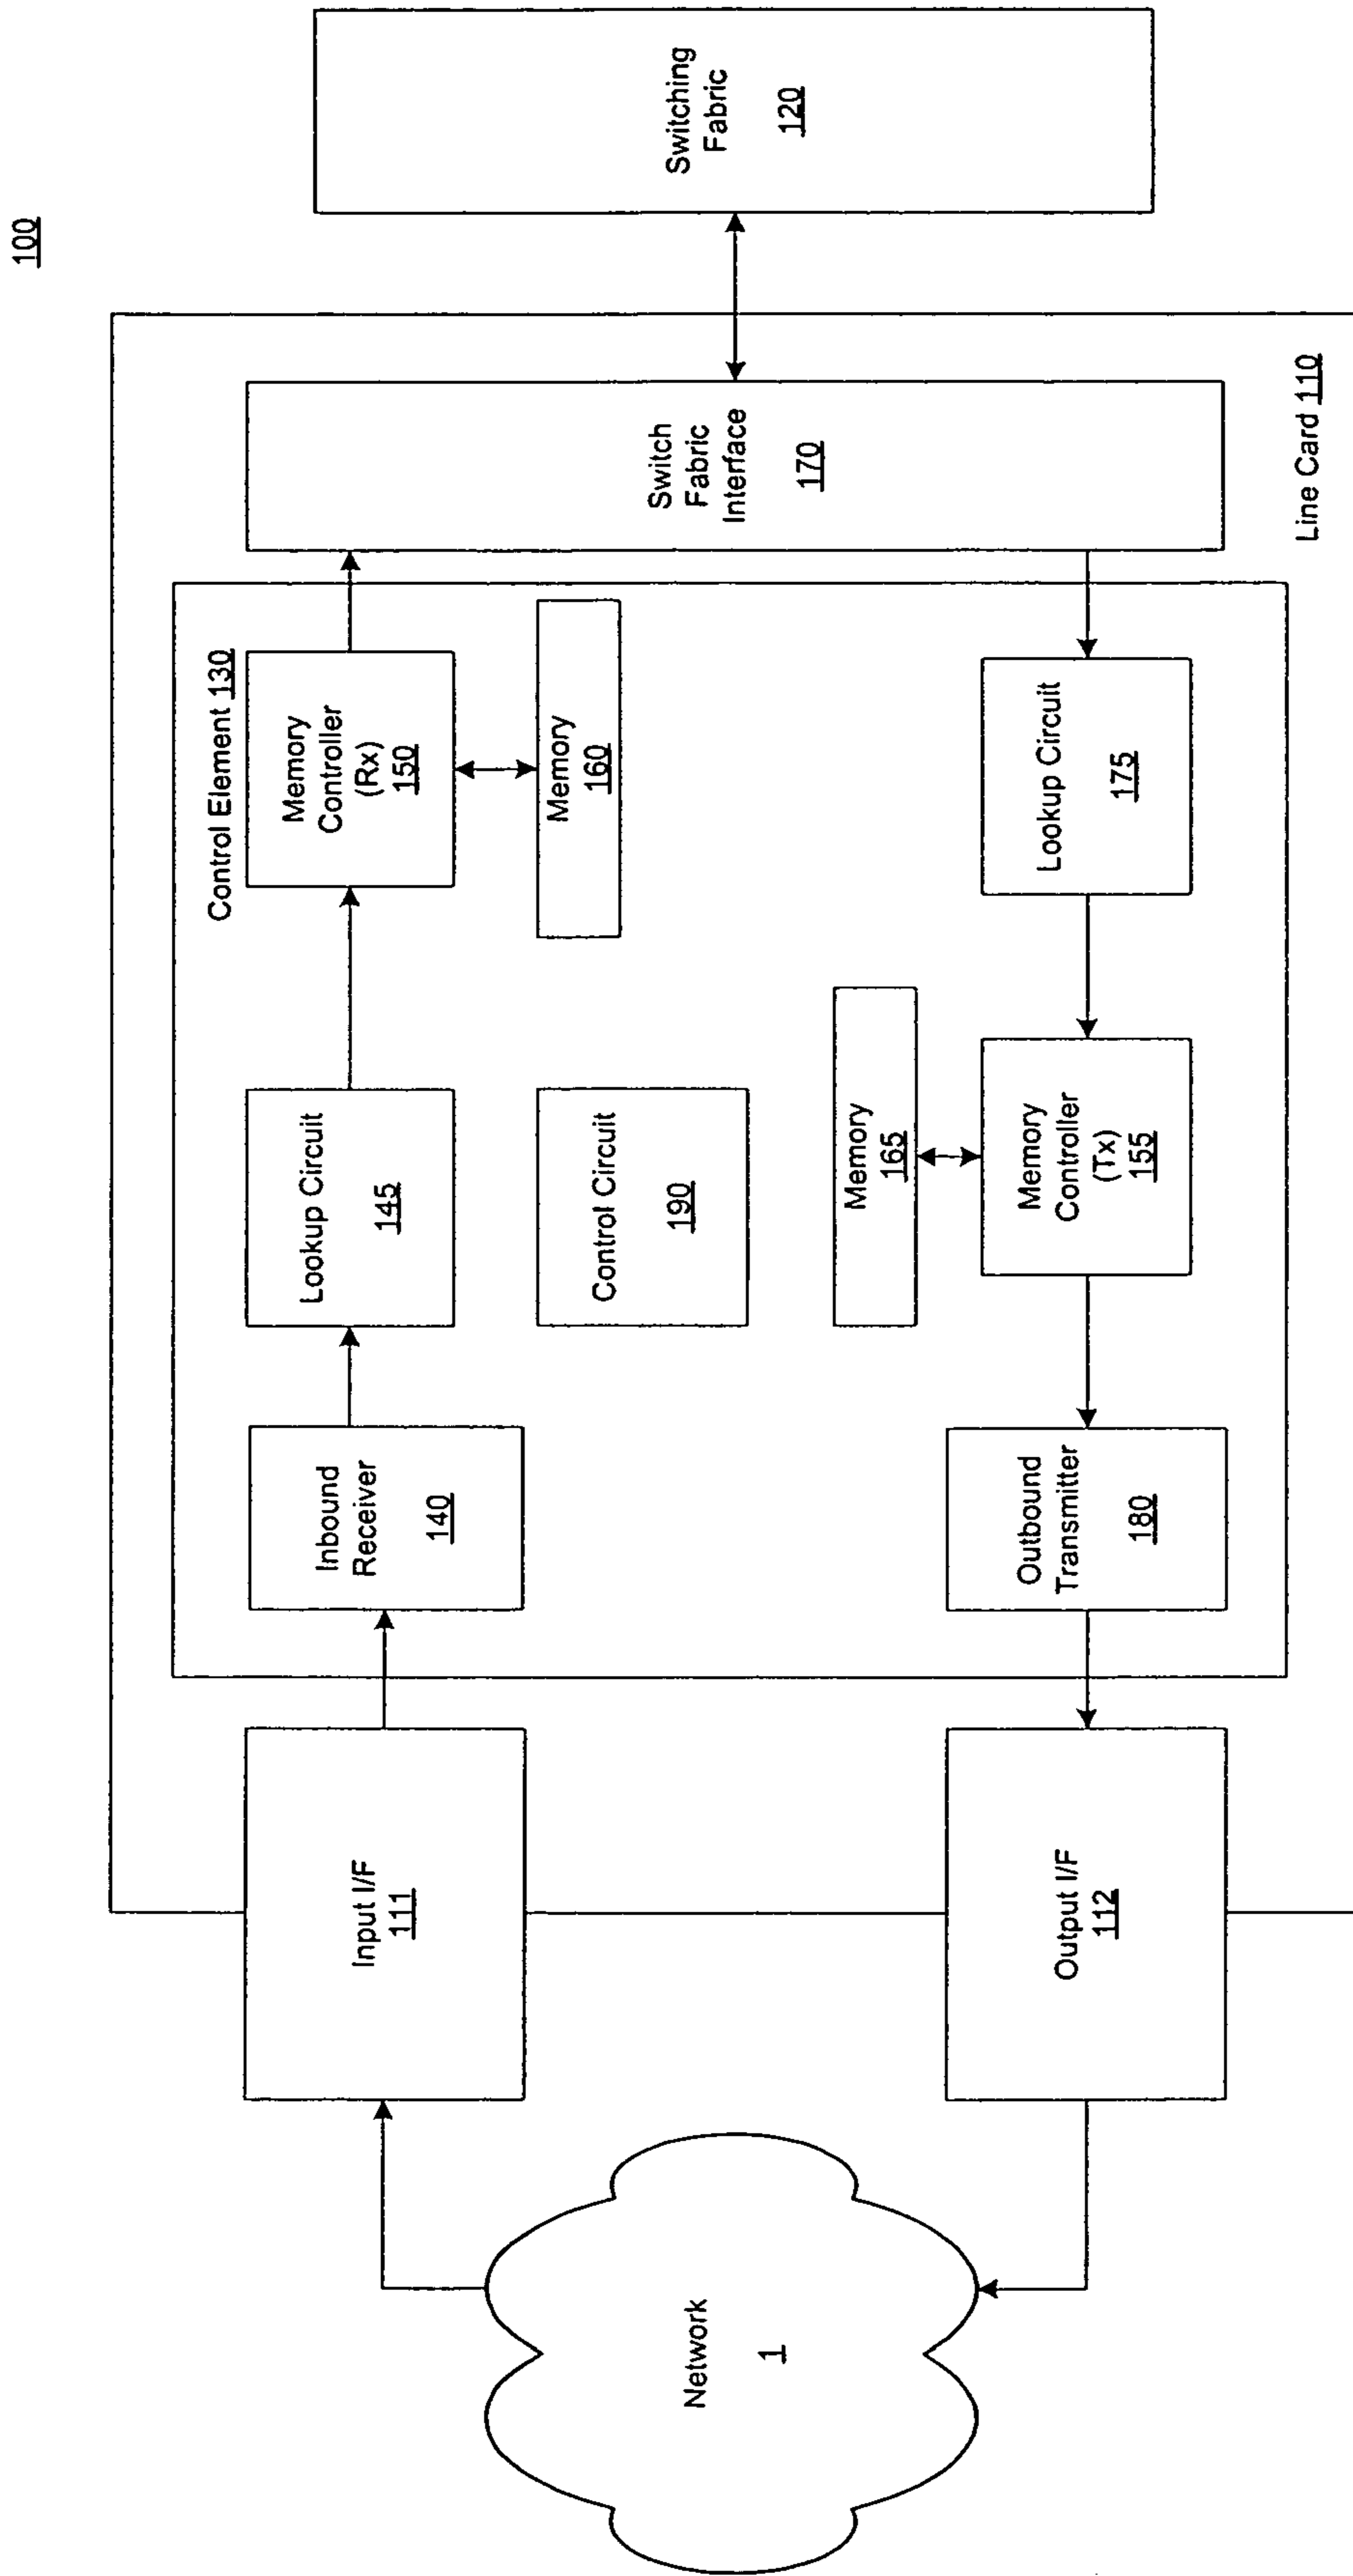 100
Switching
Fabric
120
Switch
Fabric
Interface
170
Line Card 110
Control Element 130
Memory
Controller
(Rx)
150
Memory
160
Lookup Circuit
175
Lookup Circuit
145
Control Circuit
190
Memory
165
Memory
Controller
(Tx)
155
Inbound
Receiver
140
Outbound
Transmitter
180
Input I/F
111
Output I/F
112
Network
1